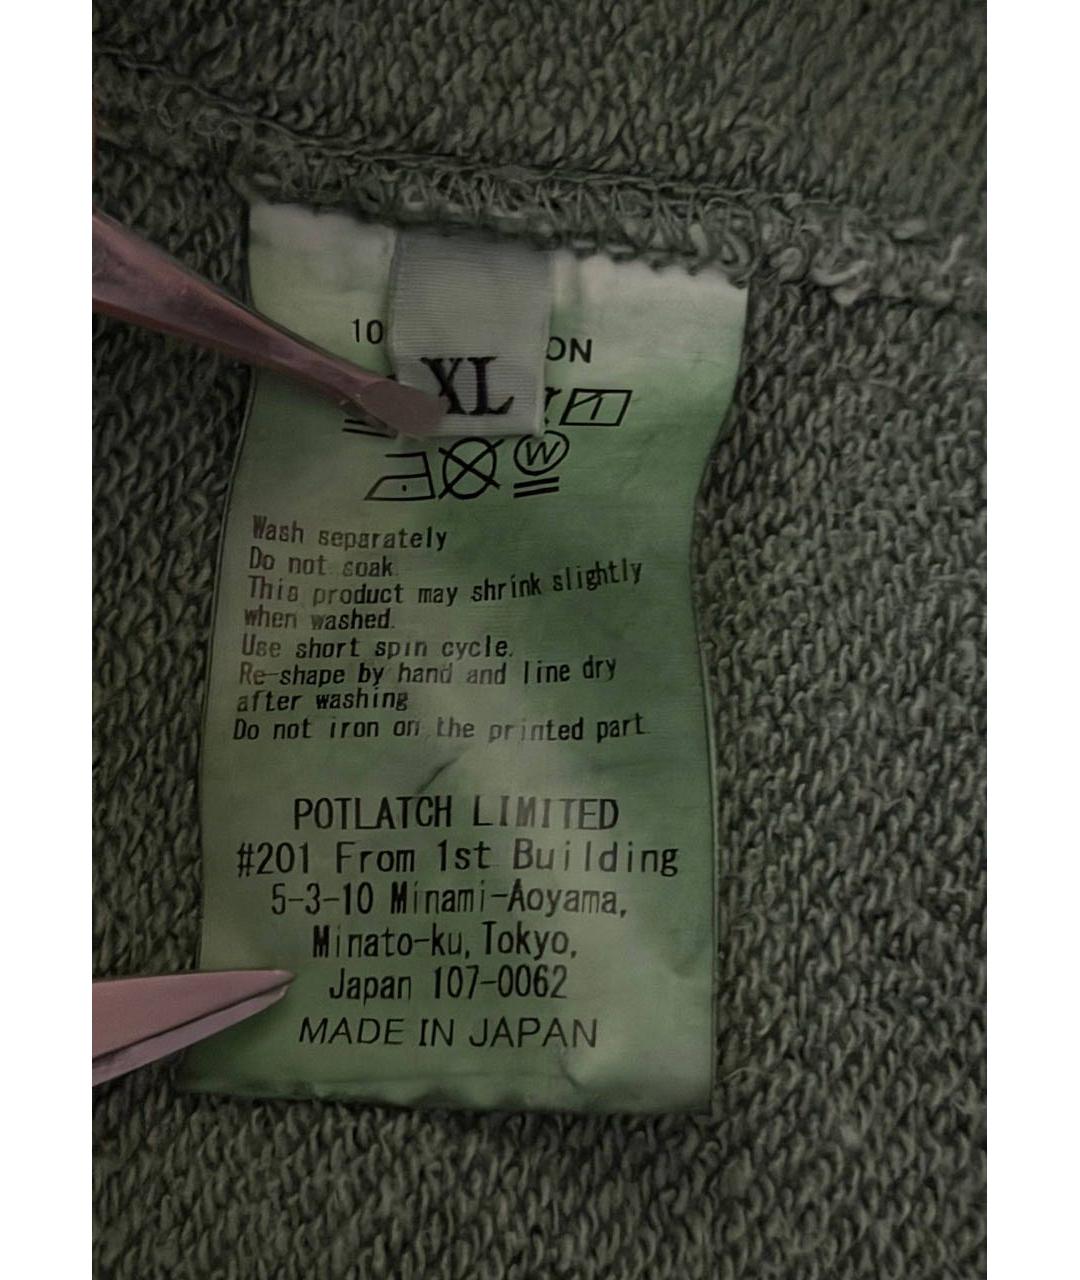 10
XL
W
Wash separately
Do not soak.
This product may shrink slightly
when washed.
Use short spin cycle.
Re-shape by hand and line dry
after washing
Do not iron on the printed part.
POTLATCH LIMITED
#201 From 1st Building
5-3-10 Minami-Aoyama,
Minato-ku, Tokyo,
Japan 107-0062
MADE IN JAPAN